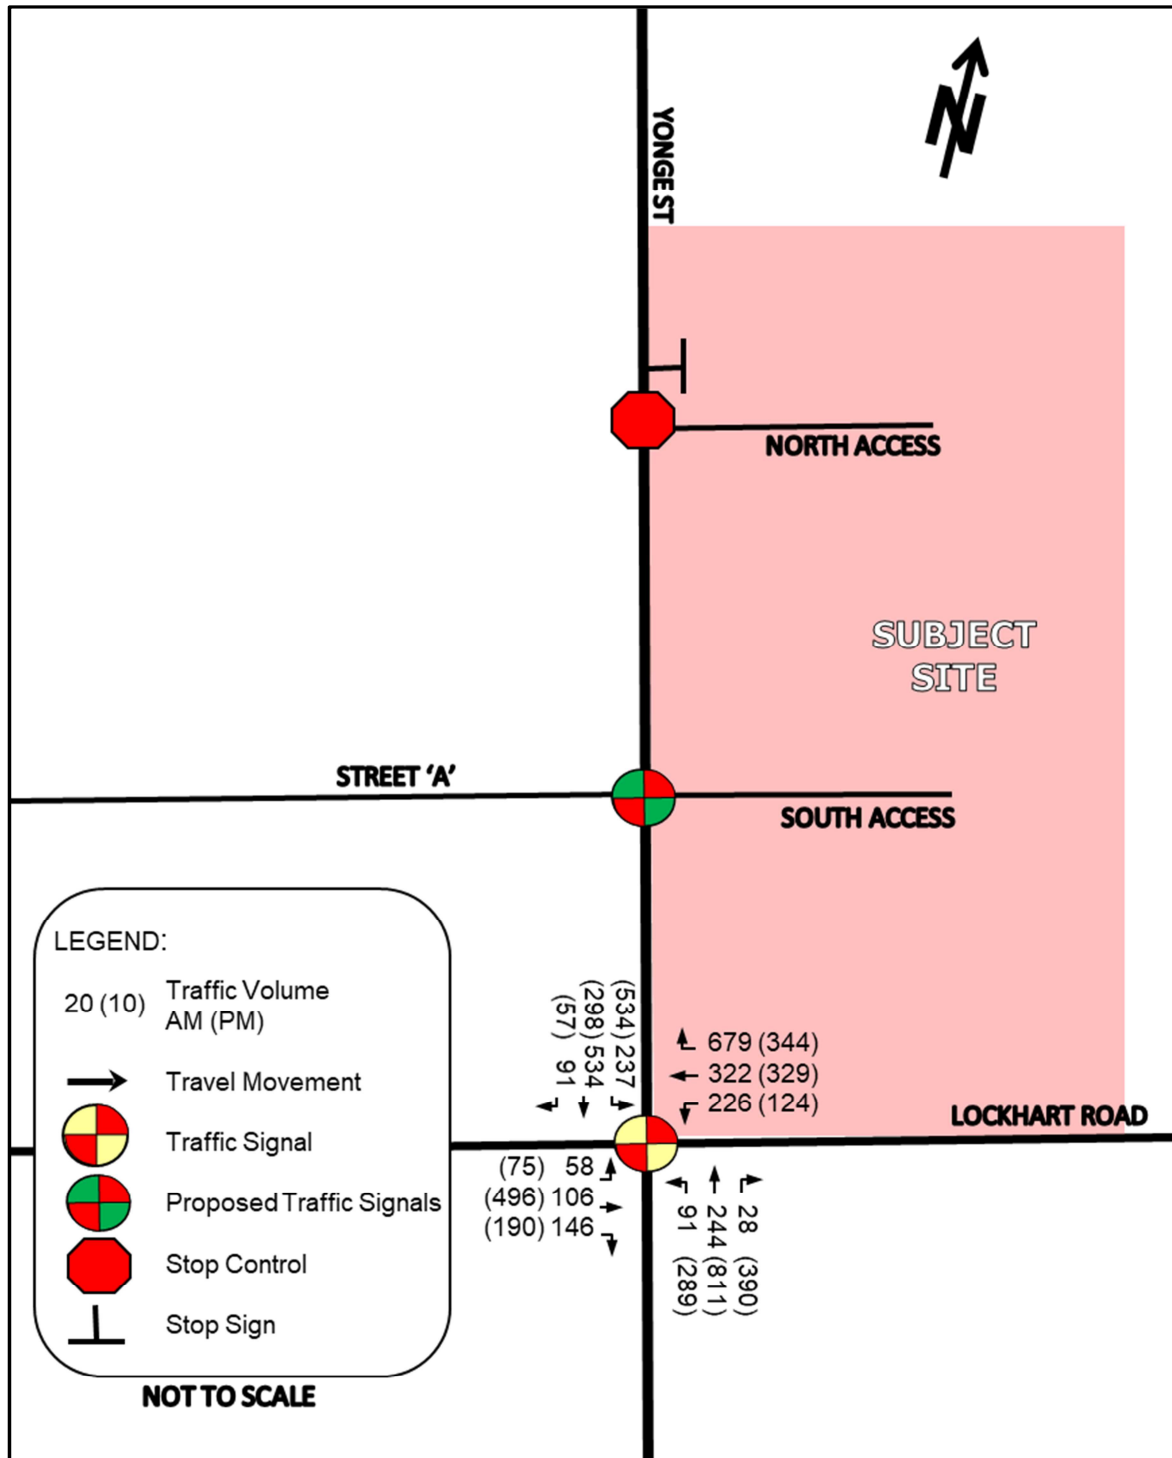 N
YONGE ST
NORTH ACCESS
SUBJECT
SITE
STREET ‘A’
SOUTH ACCESS
LEGEND:
20 (10) Traffic Volume
AM (PM)
Travel Movement
Traffic Signal
Proposed Traffic Signals
Stop Control
Stop Sign
NOT TO SCALE
(534) 237
(298) 534
(57) 91
679 (344)
322 (329)
226 (124)
LOCKHART ROAD
(75) 58
(496) 106
(190) 146
91 (289)
244 (811)
28 (390)